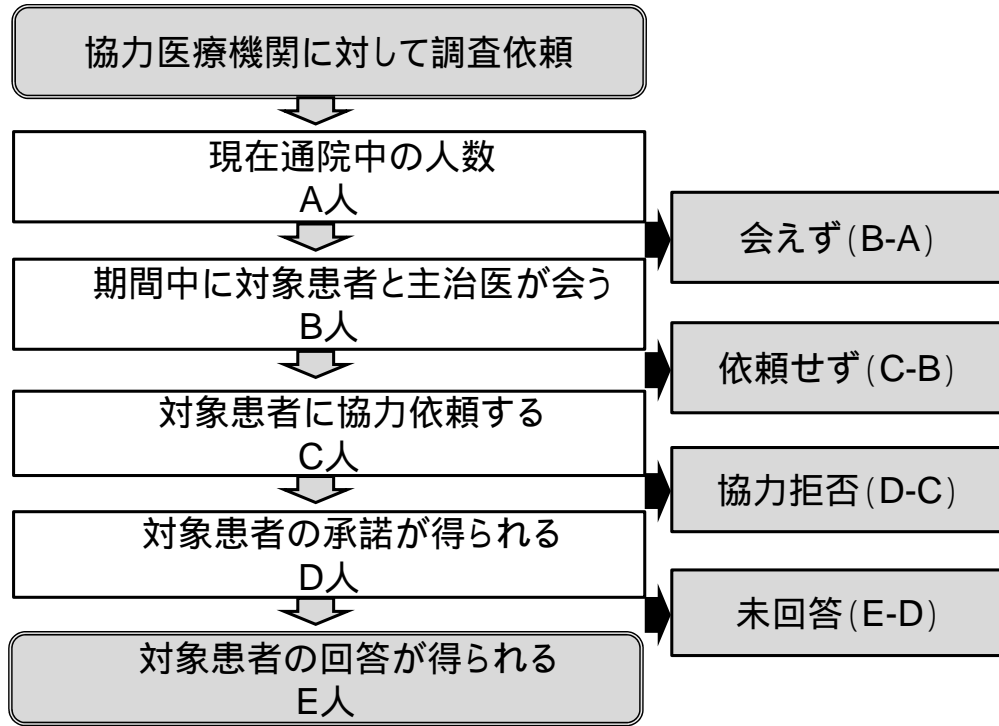 協力医療機関に対して調査依頼
現在通院中の人数
A人
会えず(B-A)
期間中に対象患者と主治医が会う
B人
依頼せず(C-B)
対象患者に協力依頼する
C人
協力拒否(D-C)
対象患者の承諾が得られる
D人
未回答(E-D)
対象患者の回答が得られる
E人